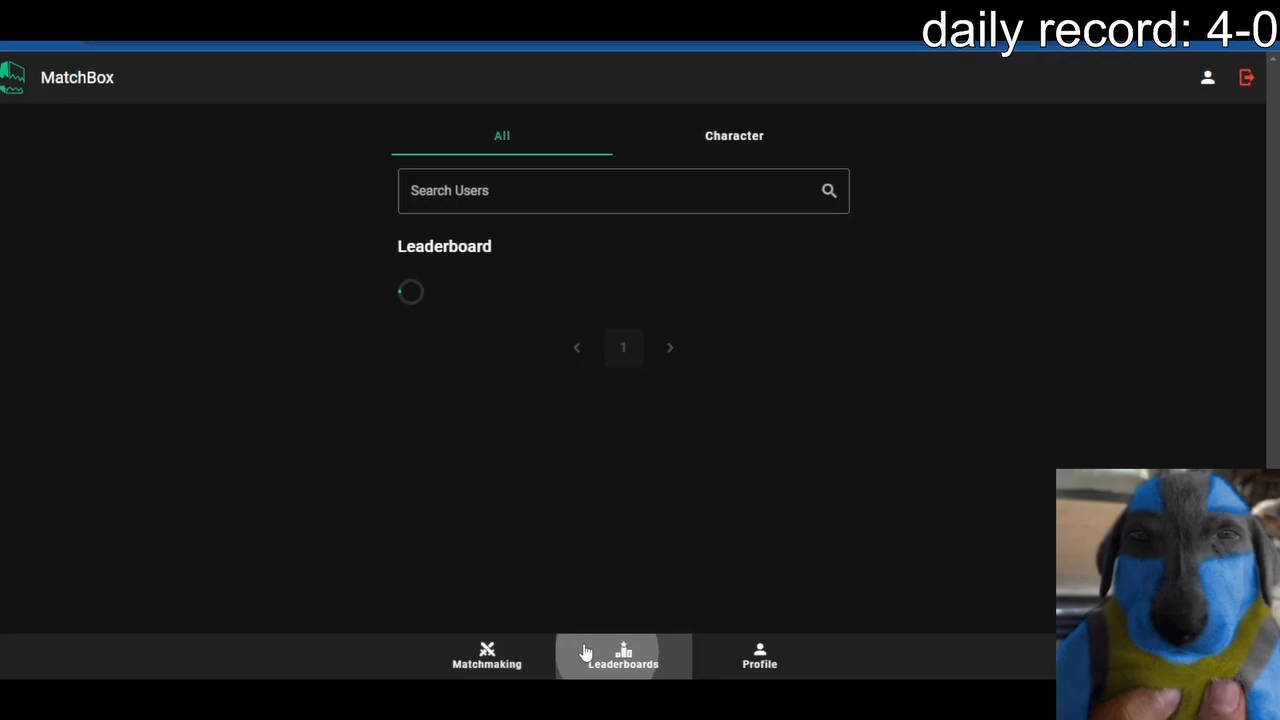 daily record: 4-0
MatchBox
All
Character
Search Users
Leaderboard
1
Matchmaking
Leaderboards
Profile